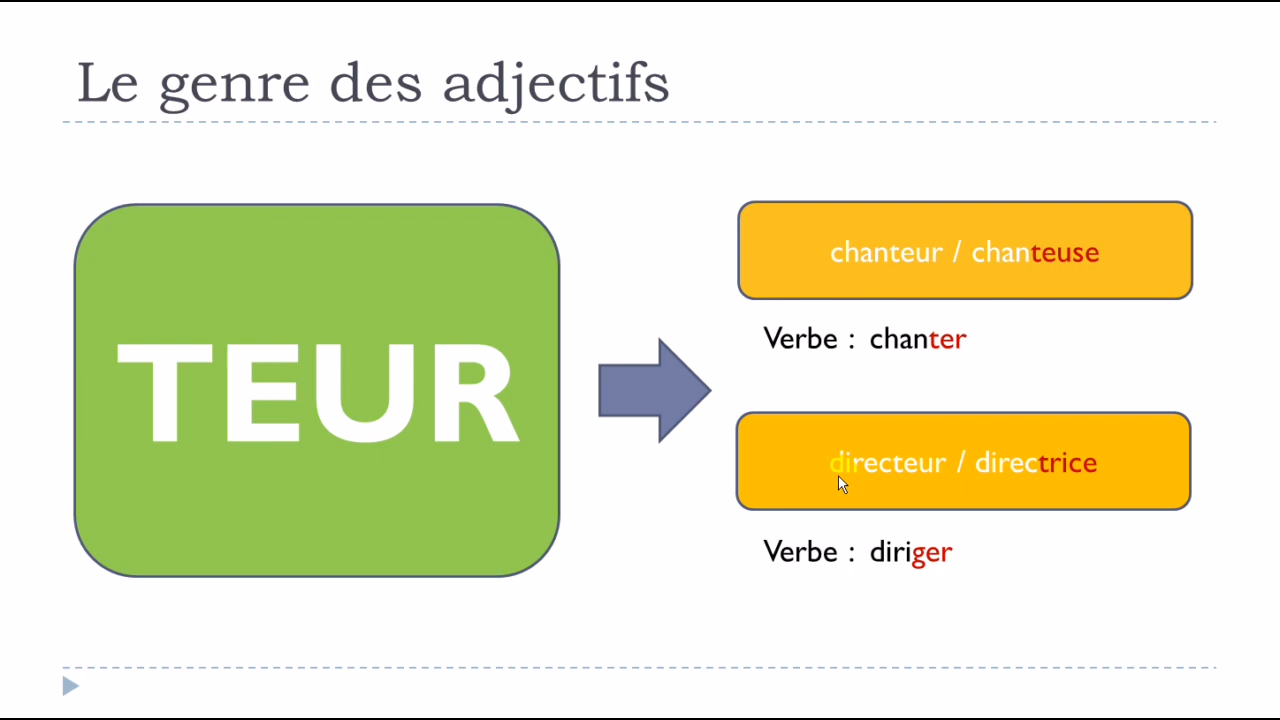 Le genre des adjectifs
TEUR
chanteur / chanteuse
Verbe : chanter
directeur / directrice
Verbe : diriger